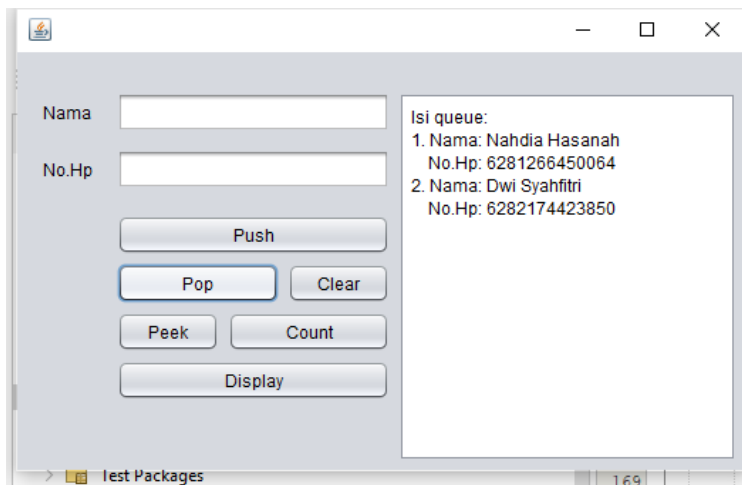 Nama
No.Hp
Push
Pop
Clear
Peek
Count
Display
Isi queue:
1. Nama: Nahdia Hasanah
No.Hp: 6281266450064
2. Nama: Dwi Syahfitri
No.Hp: 6282174423850
Test Packages
169